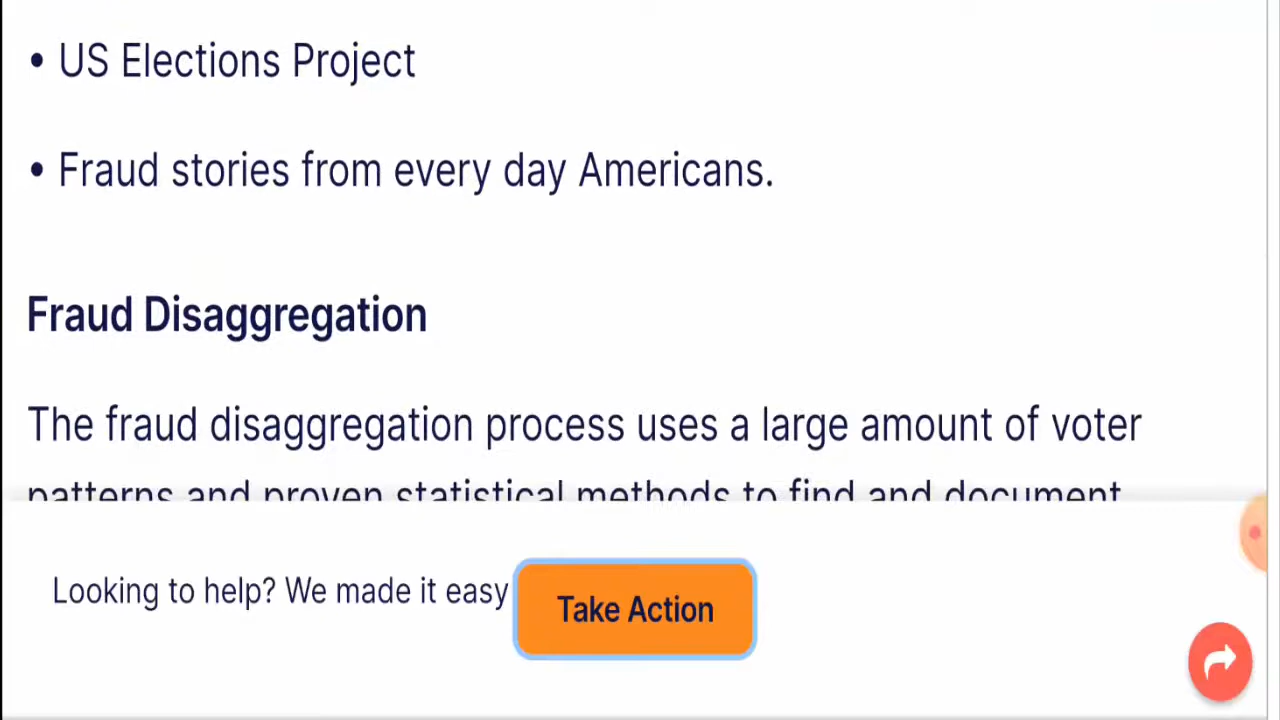 • US Elections Project
• Fraud stories from every day Americans.
Fraud Disaggregation
The fraud disaggregation process uses a large amount of voter
patterns and proven statistical methods to find and document
Looking to help? We made it easy
Take Action